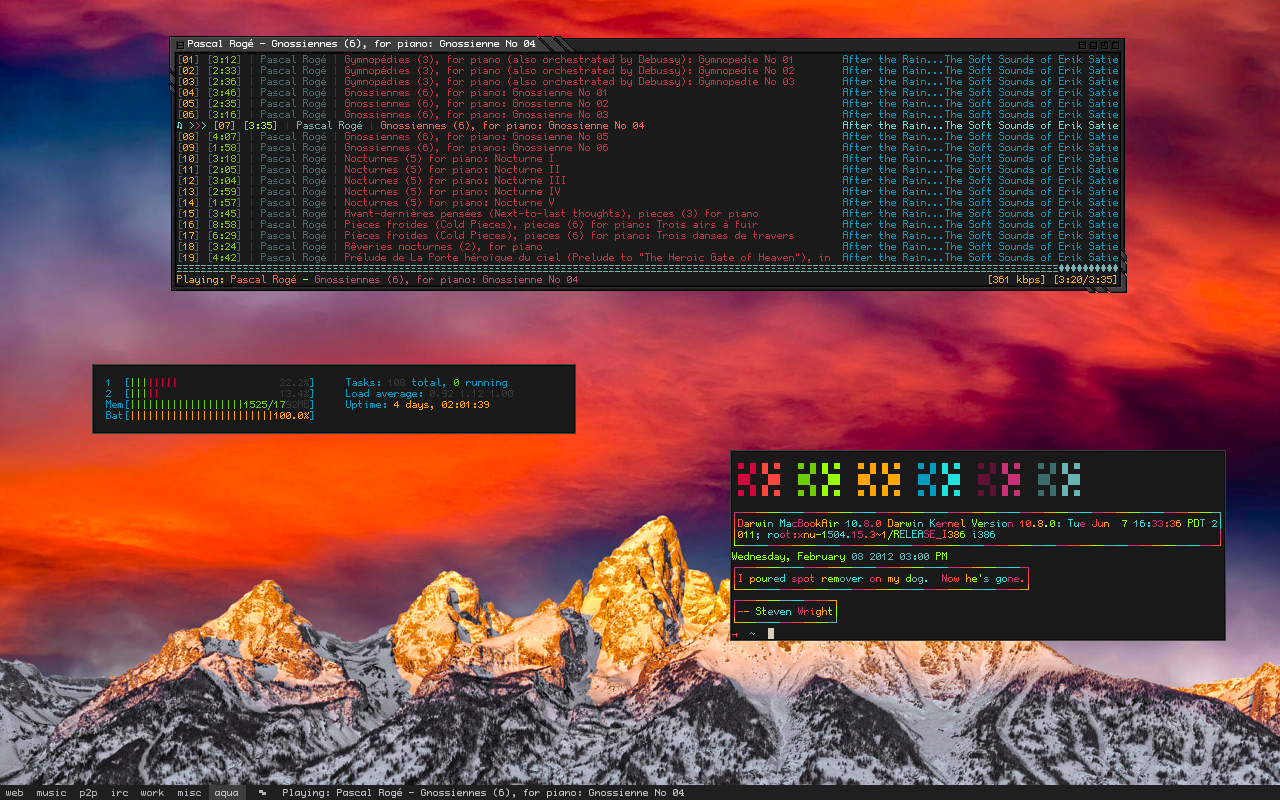 Pascal Rogé - Gnossiennes (6), for piano: Gnossienne No 04
[01] [3:12] | Pascal Rogé | Gymnopédies (3), for piano (also orchestrated by Debussy): Gymnopedie No 01 After the Rain...The Soft Sounds of Erik Satie
[02] [2:33] | Pascal Rogé | Gymnopédies (3), for piano (also orchestrated by Debussy): Gymnopedie No 02 After the Rain...The Soft Sounds of Erik Satie
[03] [2:36] | Pascal Rogé | Gymnopédies (3), for piano (also orchestrated by Debussy): Gymnopedie No 03 After the Rain...The Soft Sounds of Erik Satie
[04] [3:46] | Pascal Rogé | Gnossiennes (6), for piano: Gnossienne No 01 After the Rain...The Soft Sounds of Erik Satie
[05] [2:35] | Pascal Rogé | Gnossiennes (6), for piano: Gnossienne No 02 After the Rain...The Soft Sounds of Erik Satie
[06] [3:16] | Pascal Rogé | Gnossiennes (6), for piano: Gnossienne No 03 After the Rain...The Soft Sounds of Erik Satie
♫ >>> [07] [3:35] | Pascal Rogé | Gnossiennes (6), for piano: Gnossienne No 04 After the Rain...The Soft Sounds of Erik Satie
[08] [4:07] | Pascal Rogé | Gnossiennes (6), for piano: Gnossienne No 05 After the Rain...The Soft Sounds of Erik Satie
[09] [1:58] | Pascal Rogé | Gnossiennes (6), for piano: Gnossienne No 06 After the Rain...The Soft Sounds of Erik Satie
[10] [3:18] | Pascal Rogé | Nocturnes (5) for piano: Nocturne I After the Rain...The Soft Sounds of Erik Satie
[11] [2:05] | Pascal Rogé | Nocturnes (5) for piano: Nocturne II After the Rain...The Soft Sounds of Erik Satie
[12] [3:04] | Pascal Rogé | Nocturnes (5) for piano: Nocturne III After the Rain...The Soft Sounds of Erik Satie
[13] [2:59] | Pascal Rogé | Nocturnes (5) for piano: Nocturne IV After the Rain...The Soft Sounds of Erik Satie
[14] [1:57] | Pascal Rogé | Nocturnes (5) for piano: Nocturne V After the Rain...The Soft Sounds of Erik Satie
[15] [3:45] | Pascal Rogé | Avant-dernières pensées (Next-to-last thoughts), pieces (3) for piano After the Rain...The Soft Sounds of Erik Satie
[16] [8:58] | Pascal Rogé | Pièces froides (Cold Pieces), pieces (6) for piano: Trois airs à fuir After the Rain...The Soft Sounds of Erik Satie
[17] [6:29] | Pascal Rogé | Pièces froides (Cold Pieces), pieces (6) for piano: Trois danses de travers After the Rain...The Soft Sounds of Erik Satie
[18] [3:24] | Pascal Rogé | Rêveries nocturnes (2), for piano After the Rain...The Soft Sounds of Erik Satie
[19] [4:42] | Pascal Rogé | Prélude de La Porte héroïque du ciel (Prelude to "The Heroic Gate of Heaven"), in After the Rain...The Soft Sounds of Erik Satie
Playing: Pascal Rogé - Gnossiennes (6), for piano: Gnossienne No 04 [361 kbps] [3:20/3:35]
1 [|||||||||| 22.2%] Tasks: 108 total, 0 running
2 [|||||| 13.4%] Load average: 0.92 1.12 1.00
Mem[|||||||||||||||||||1525/1792MB] Uptime: 4 days, 02:01:39
Bat[||||||||||||||||||||||||100.0%]
Darwin MacBookAir 10.8.0 Darwin Kernel Version 10.8.0: Tue Jun  7 16:33:36 PDT 2
011; root:xnu-1504.15.3~1/RELEASE_I386 i386
Wednesday, February 08 2012 03:00 PM
I poured spot remover on my dog.  Now he's gone.
-- Steven Wright
→ ~
web music p2p irc work misc aqua Playing: Pascal Rogé - Gnossiennes (6), for piano: Gnossienne No 04